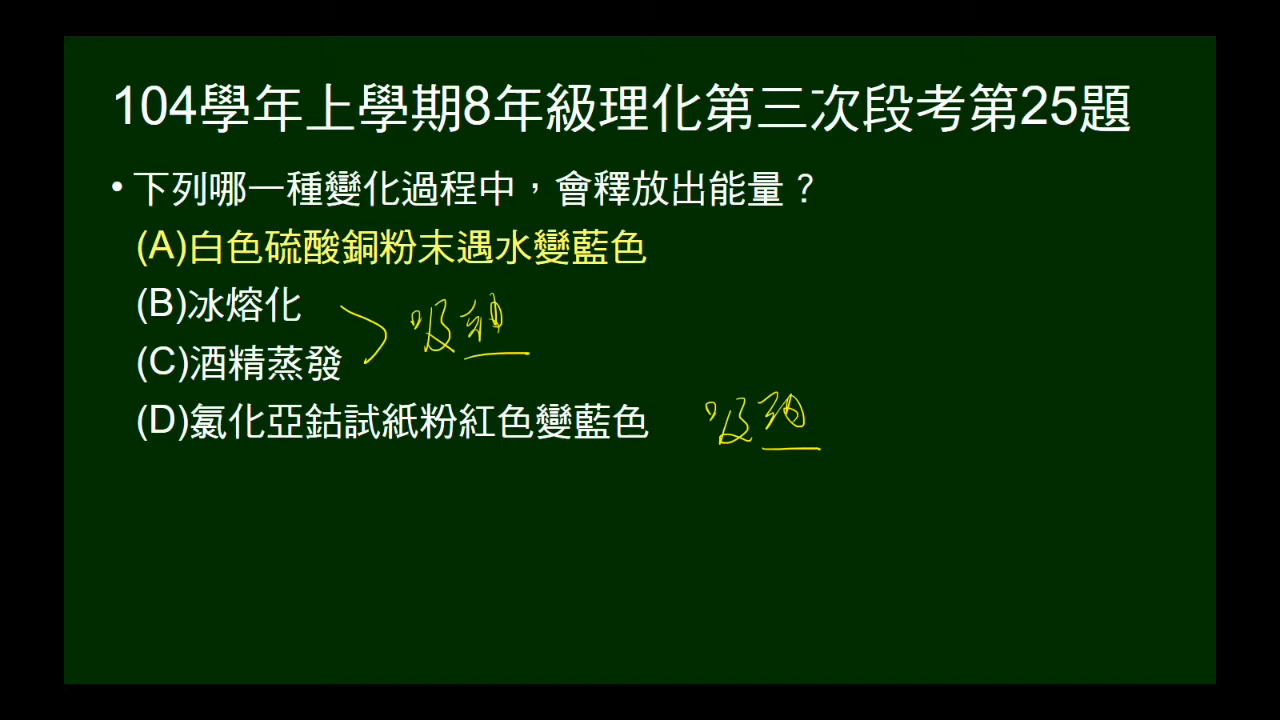 104學年上學期8年級理化第三次段考第25題
• 下列哪一種變化過程中，會釋放出能量？
(A)白色硫酸銅粉末遇水變藍色
(B)冰熔化
(C)酒精蒸發
吸熱
(D)氯化亞鈷試紙粉紅色變藍色
吸熱